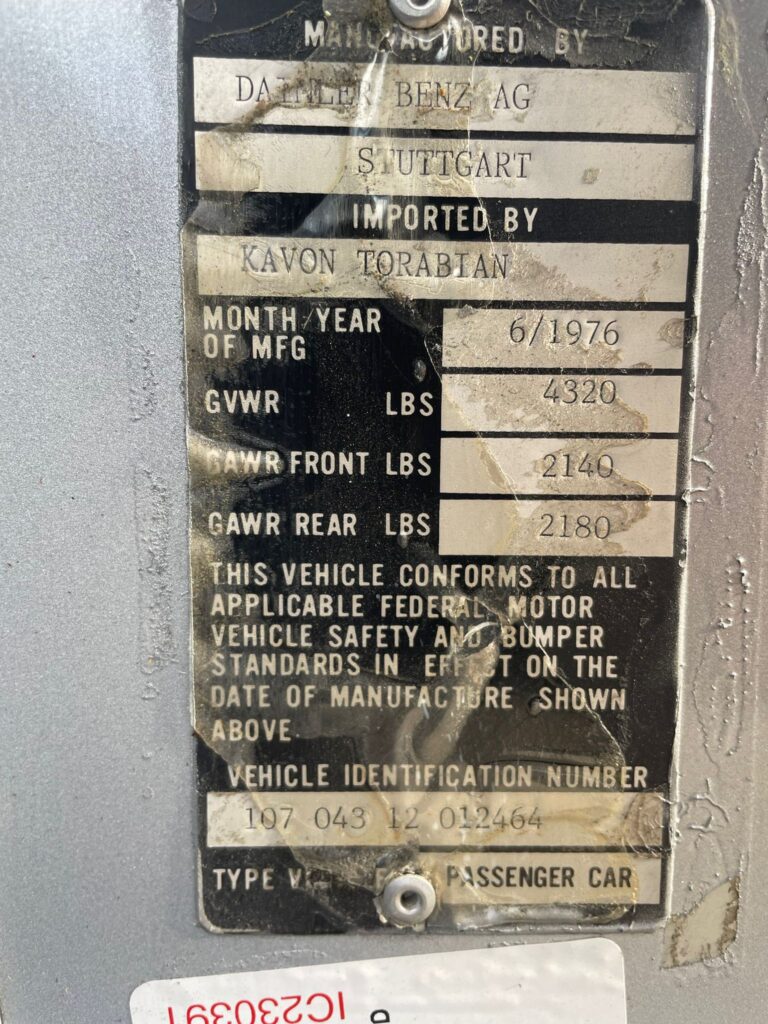 MANUFACTURED BY
DAIMLER BENZ AG
STUTTGART
IMPORTED BY
KAVON TORABIAN
MONTH/YEAR OF MFG 6/1976
GVWR LBS 4320
GAWR FRONT LBS 2140
GAWR REAR LBS 2180
THIS VEHICLE CONFORMS TO ALL
APPLICABLE FEDERAL MOTOR
VEHICLE SAFETY AND BUMPER
STANDARDS IN EFFECT ON THE
DATE OF MANUFACTURE SHOWN
ABOVE
VEHICLE IDENTIFICATION NUMBER
107 043 12 012464
TYPE VEHICLE PASSENGER CAR
IC230391